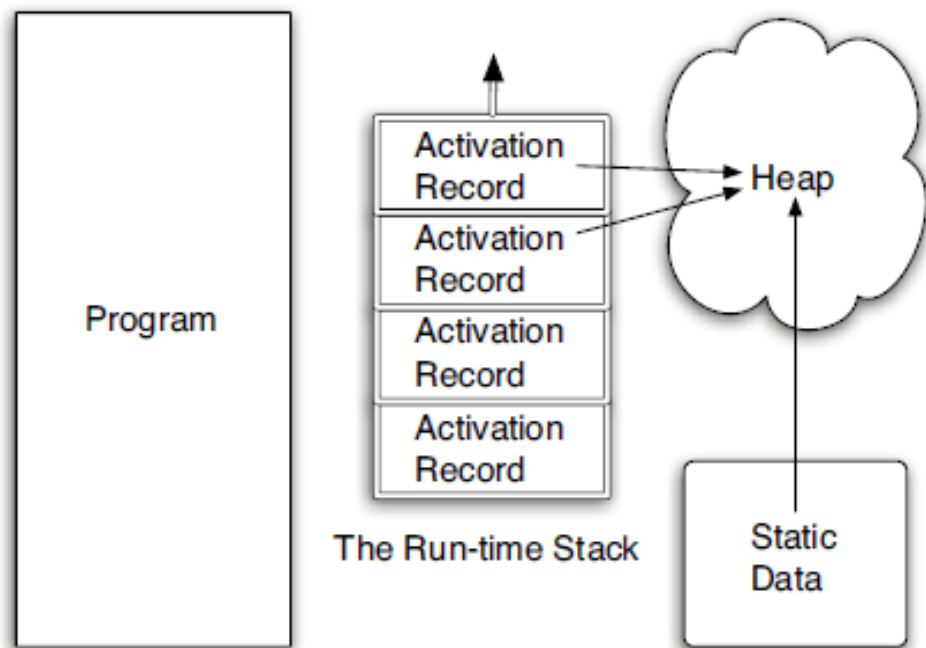 Program
Activation
Record
Activation
Record
Activation
Record
Activation
Record
The Run-time Stack
Heap
Static
Data